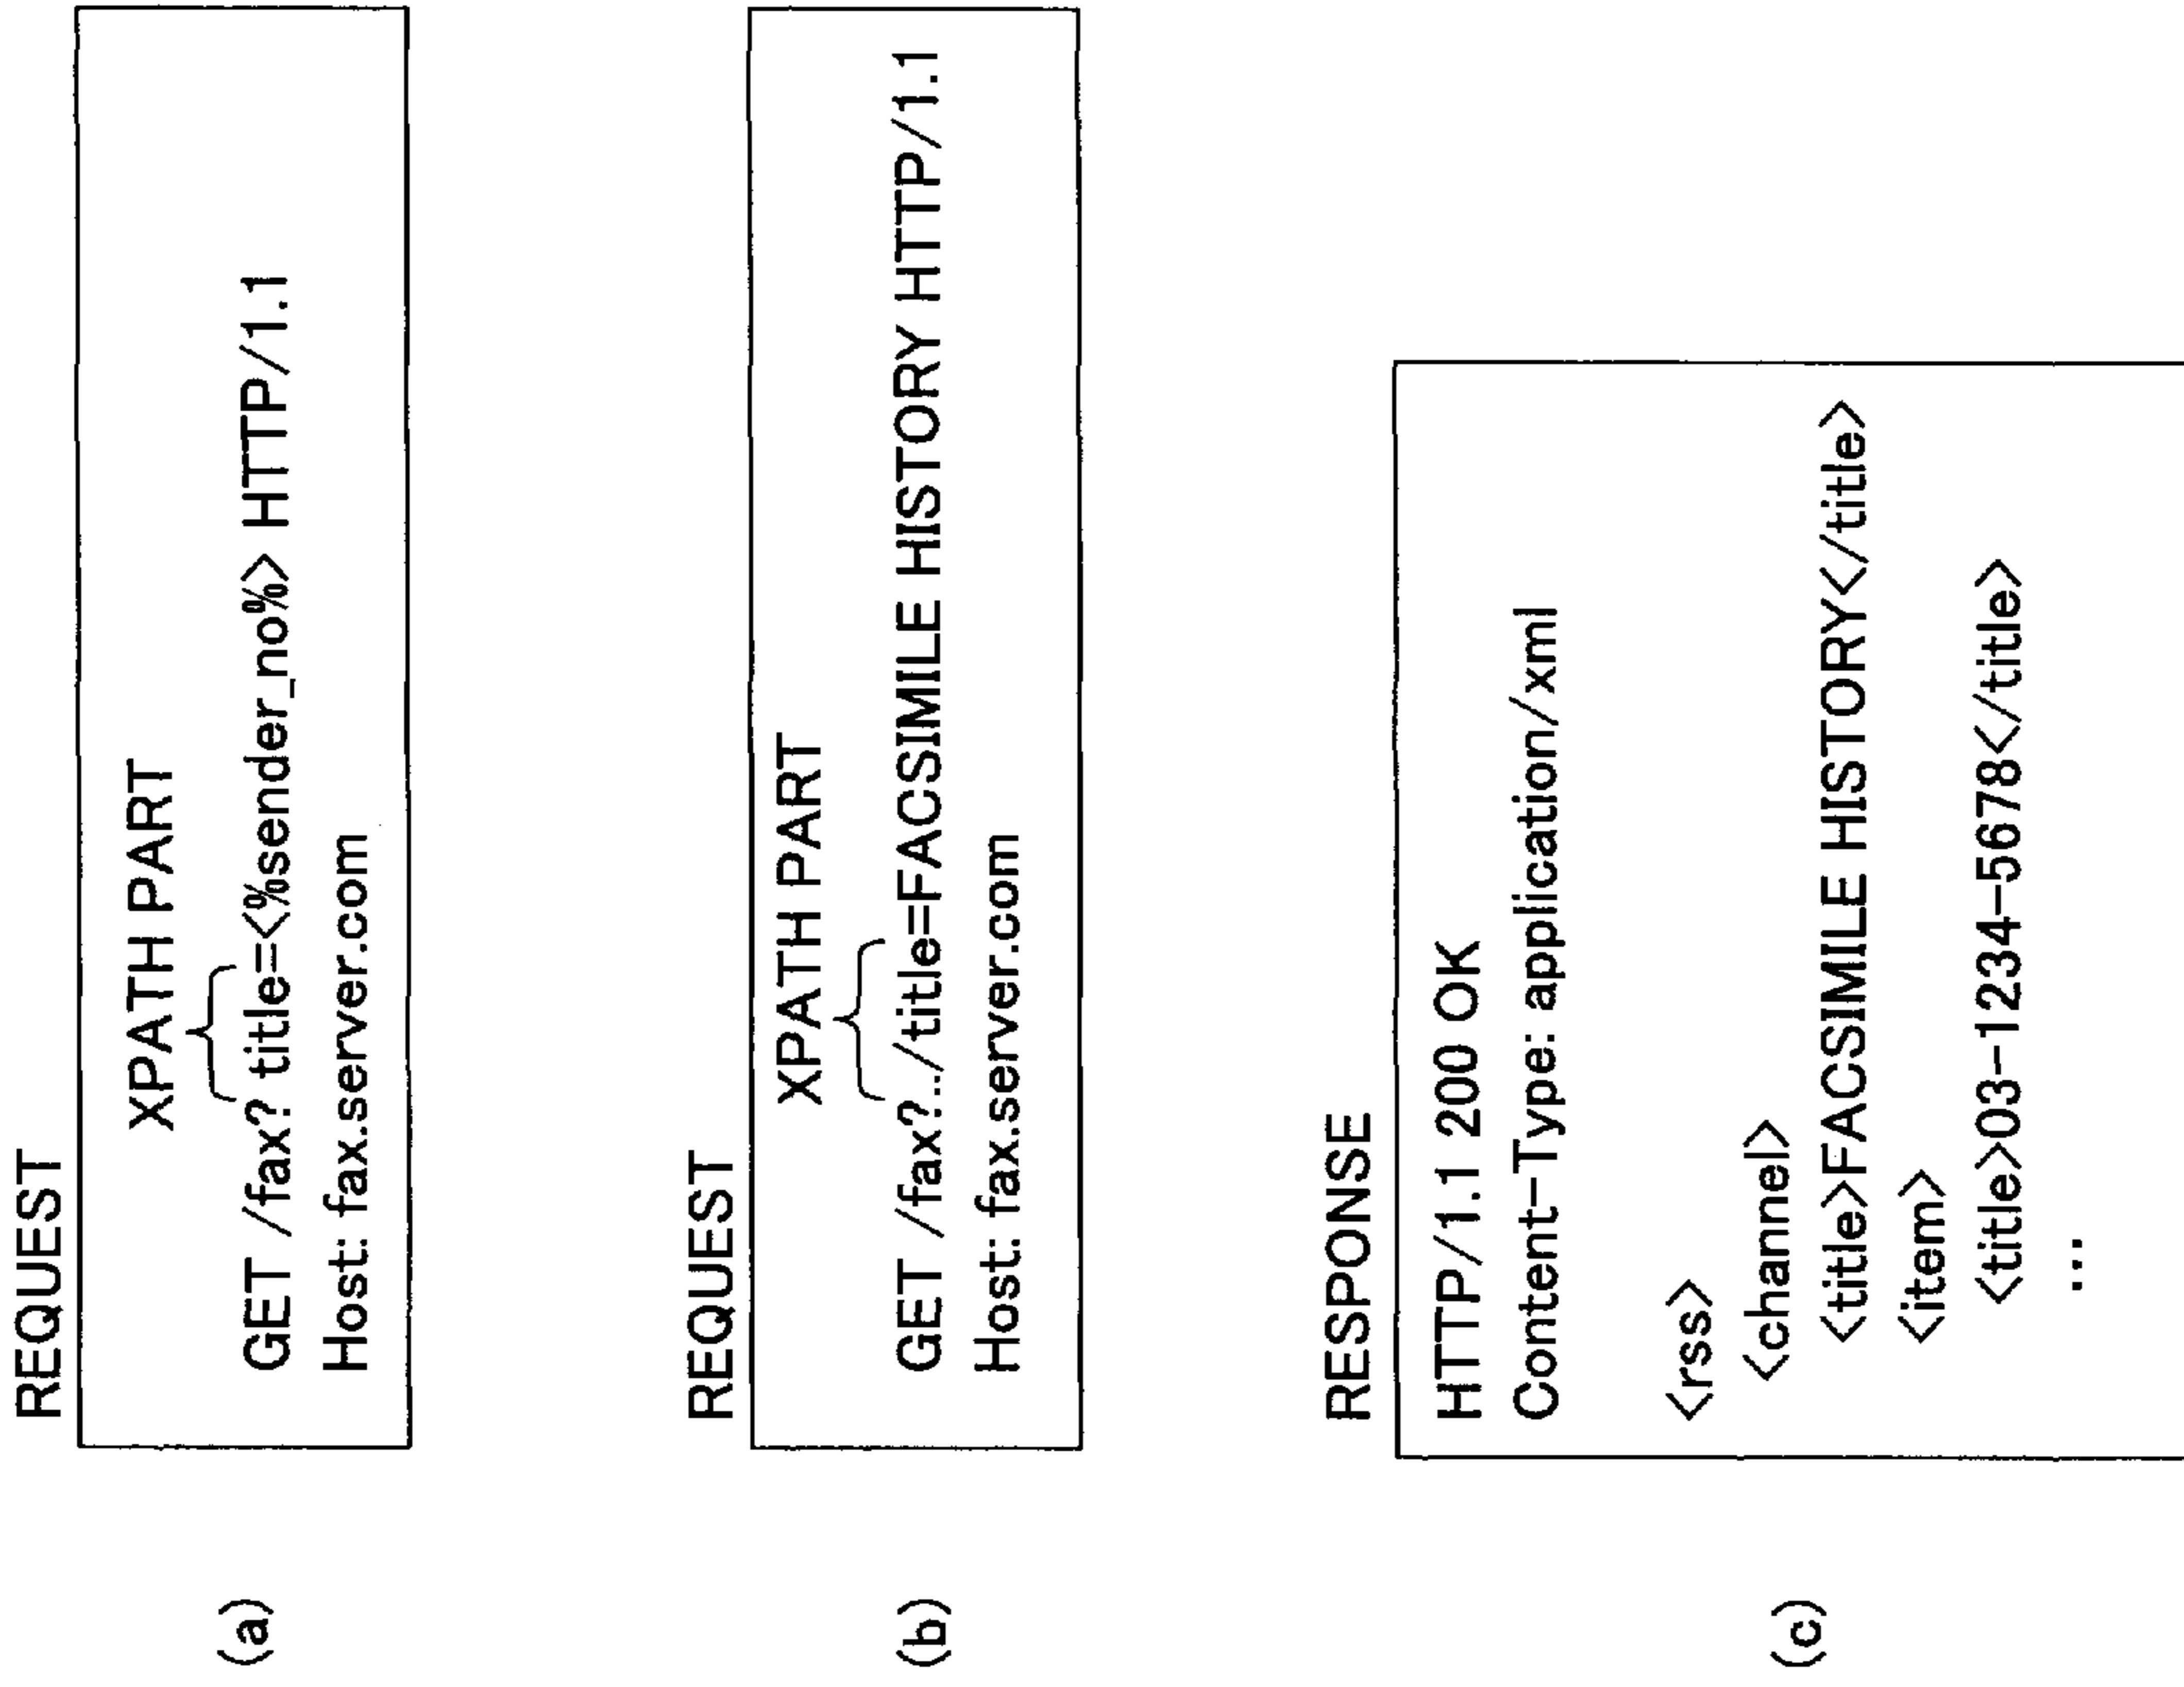 (a)
REQUEST
XPATH PART
GET /fax? title=<%sender_no%> HTTP/1.1
Host: fax.server.com
(b)
REQUEST
XPATH PART
GET /fax?../title=FACSIMILE HISTORY HTTP/1.1
Host: fax.server.com
(c)
RESPONSE
HTTP/1.1 200 OK
Content-Type: application/xml
<rss>
<channel>
<title>FACSIMILE HISTORY</title>
<item>
<title>03-1234-5678</title>
...